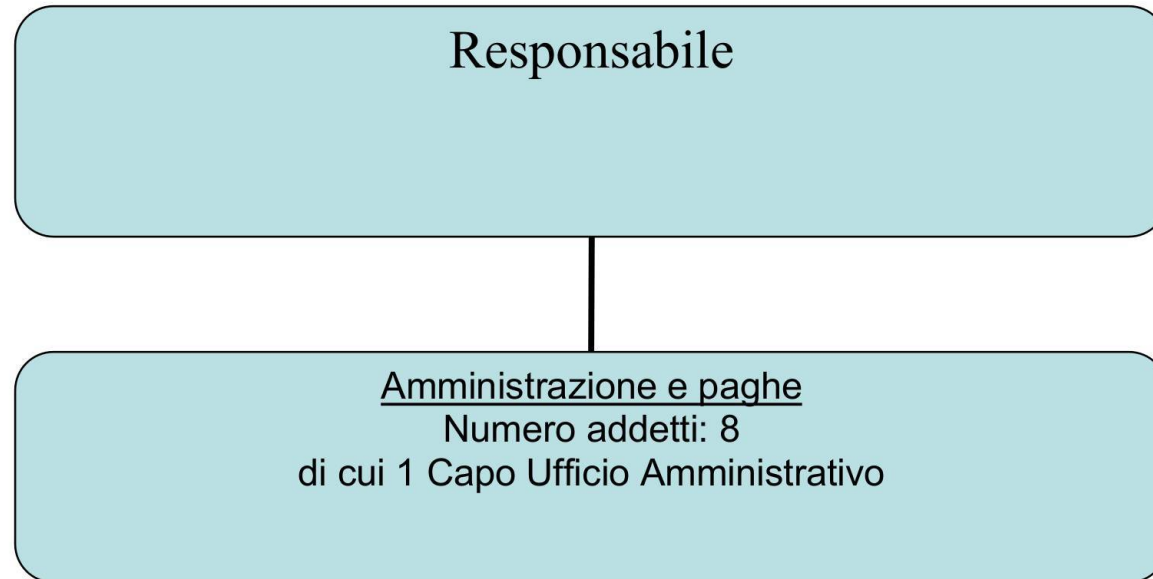 Responsabile
Amministrazione e paghe
Numero addetti: 8
di cui 1 Capo Ufficio Amministrativo